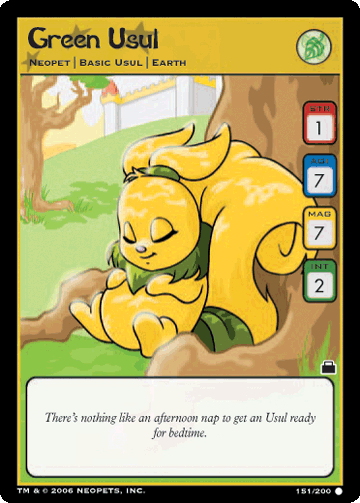 Green Usul
Neopet | Basic Usul | Earth
STR
1
AGL
7
MAG
7
INT
2
There's nothing like an afternoon nap to get an Usul ready
for bedtime.
TM & © 2006 NEOPETS, INC.
151/200